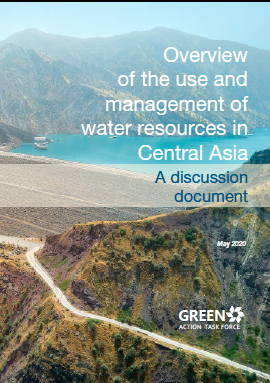 Overview
of the use and
management of
water resources in
Central Asia
A discussion
document
May 2020
GREEN
ACTION TASK FORCE